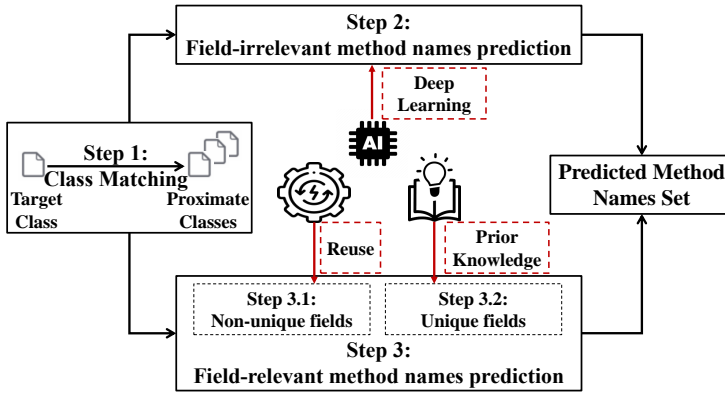 Step 2:
Field-irrelevant method names prediction
Deep
Learning
AI
Step 1:
Class Matching
Target
Class
Proximate
Classes
Predicted Method
Names Set
Reuse
Prior
Knowledge
Step 3.1:
Non-unique fields
Step 3.2:
Unique fields
Step 3:
Field-relevant method names prediction